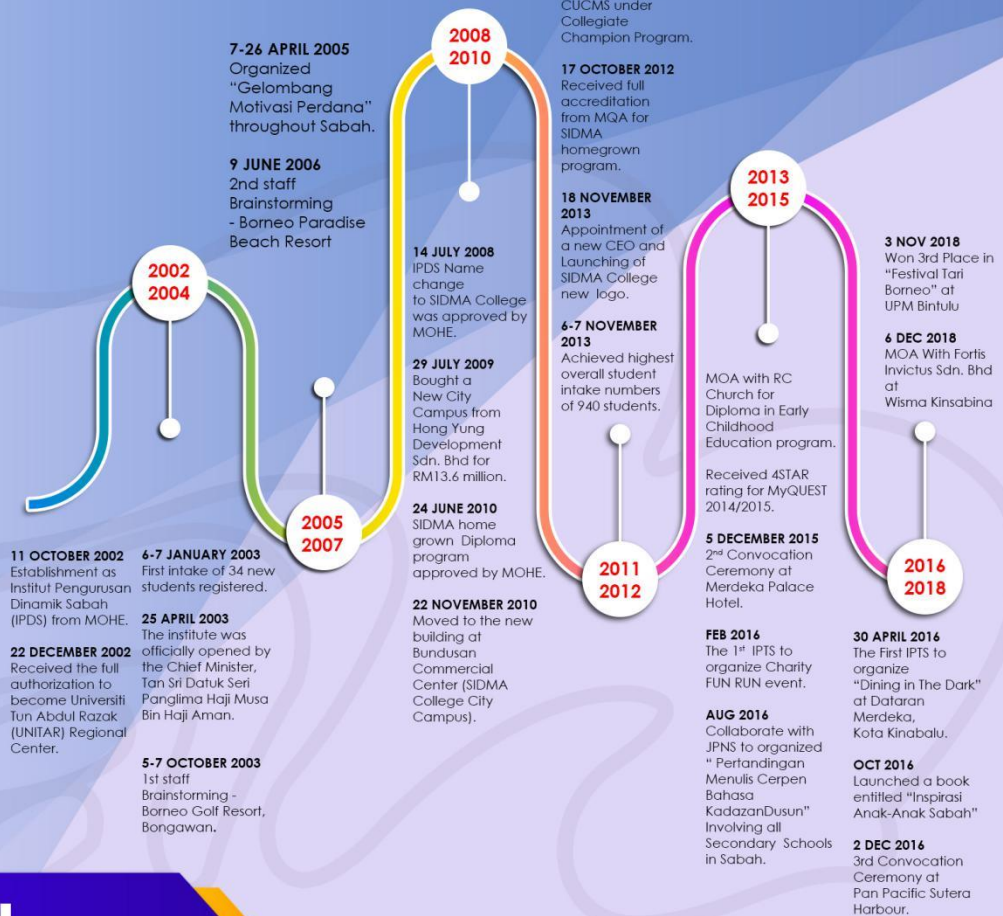 2002
2004
11 OCTOBER 2002
Establishment as
Institut Pengurusan
Dinamik Sabah
(IPDS) from MOHE.
22 DECEMBER 2002
Received the full
authorization to
become Universiti
Tun Abdul Razak
(UNITAR) Regional
Center.
6-7 JANUARY 2003
First intake of 34 new
students registered.
25 APRIL 2003
The institute was
officially opened by
the Chief Minister,
Tan Sri Datuk Seri
Panglima Haji Musa
Bin Haji Aman.
5-7 OCTOBER 2003
1st staff
Brainstorming -
Borneo Golf Resort,
Bongawan.
7-26 APRIL 2005
Organized
“Gelombang
Motivasi Perdana”
throughout Sabah.
9 JUNE 2006
2nd staff
Brainstorming
- Borneo Paradise
Beach Resort
2005
2007
2008
2010
14 JULY 2008
IPDS Name
change
to SIDMA College
was approved by
MOHE.
29 JULY 2009
Bought a
New City
Campus from
Hong Yung
Development
Sdn. Bhd for
RM13.6 million.
24 JUNE 2010
SIDMA home
grown Diploma
program
approved by MOHE.
22 NOVEMBER 2010
Moved to the new
building at
Bundusan
Commercial
Center (SIDMA
College City
Campus).
CUCMS under
Collegiate
Champion Program.
17 OCTOBER 2012
Received full
accreditation
from MQA for
SIDMA
homegrown
program.
18 NOVEMBER
2013
Appointment of
a new CEO and
Launching of
SIDMA College
new logo.
6-7 NOVEMBER
2013
Achieved highest
overall student
intake numbers
of 940 students.
2011
2012
2013
2015
MOA with RC
Church for
Diploma in Early
Childhood
Education program.
Received 4STAR
rating for MyQUEST
2014/2015.
5 DECEMBER 2015
2nd Convocation
Ceremony at
Merdeka Palace
Hotel.
FEB 2016
The 1st IPTS to
organize Charity
FUN RUN event.
AUG 2016
Collaborate with
JPNS to organized
“ Pertandingan
Menulis Cerpen
Bahasa
KadazanDusun”
Involving all
Secondary Schools
in Sabah.
3 NOV 2018
Won 3rd Place in
“Festival Tari
Borneo” at
UPM Bintulu
6 DEC 2018
MOA With Fortis
Invictus Sdn. Bhd
at
Wisma Kinsabina
2016
2018
30 APRIL 2016
The First IPTS to
organize
“Dining in The Dark”
at Dataran
Merdeka,
Kota Kinabalu.
OCT 2016
Launched a book
entitled “Inspirasi
Anak-Anak Sabah”
2 DEC 2016
3rd Convocation
Ceremony at
Pan Pacific Sutera
Harbour.